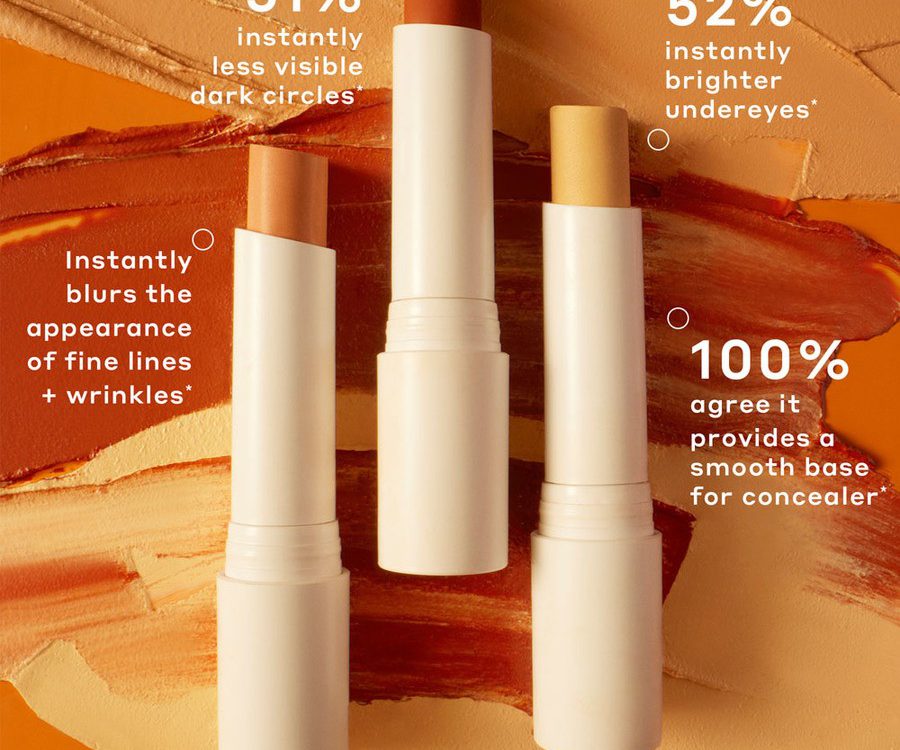 instantly
less visible
dark circles*
52%
instantly
brighter
undereyes*
Instantly
blurs the
appearance
of fine lines
+ wrinkles*
100%
agree it
provides a
smooth base
for concealer*